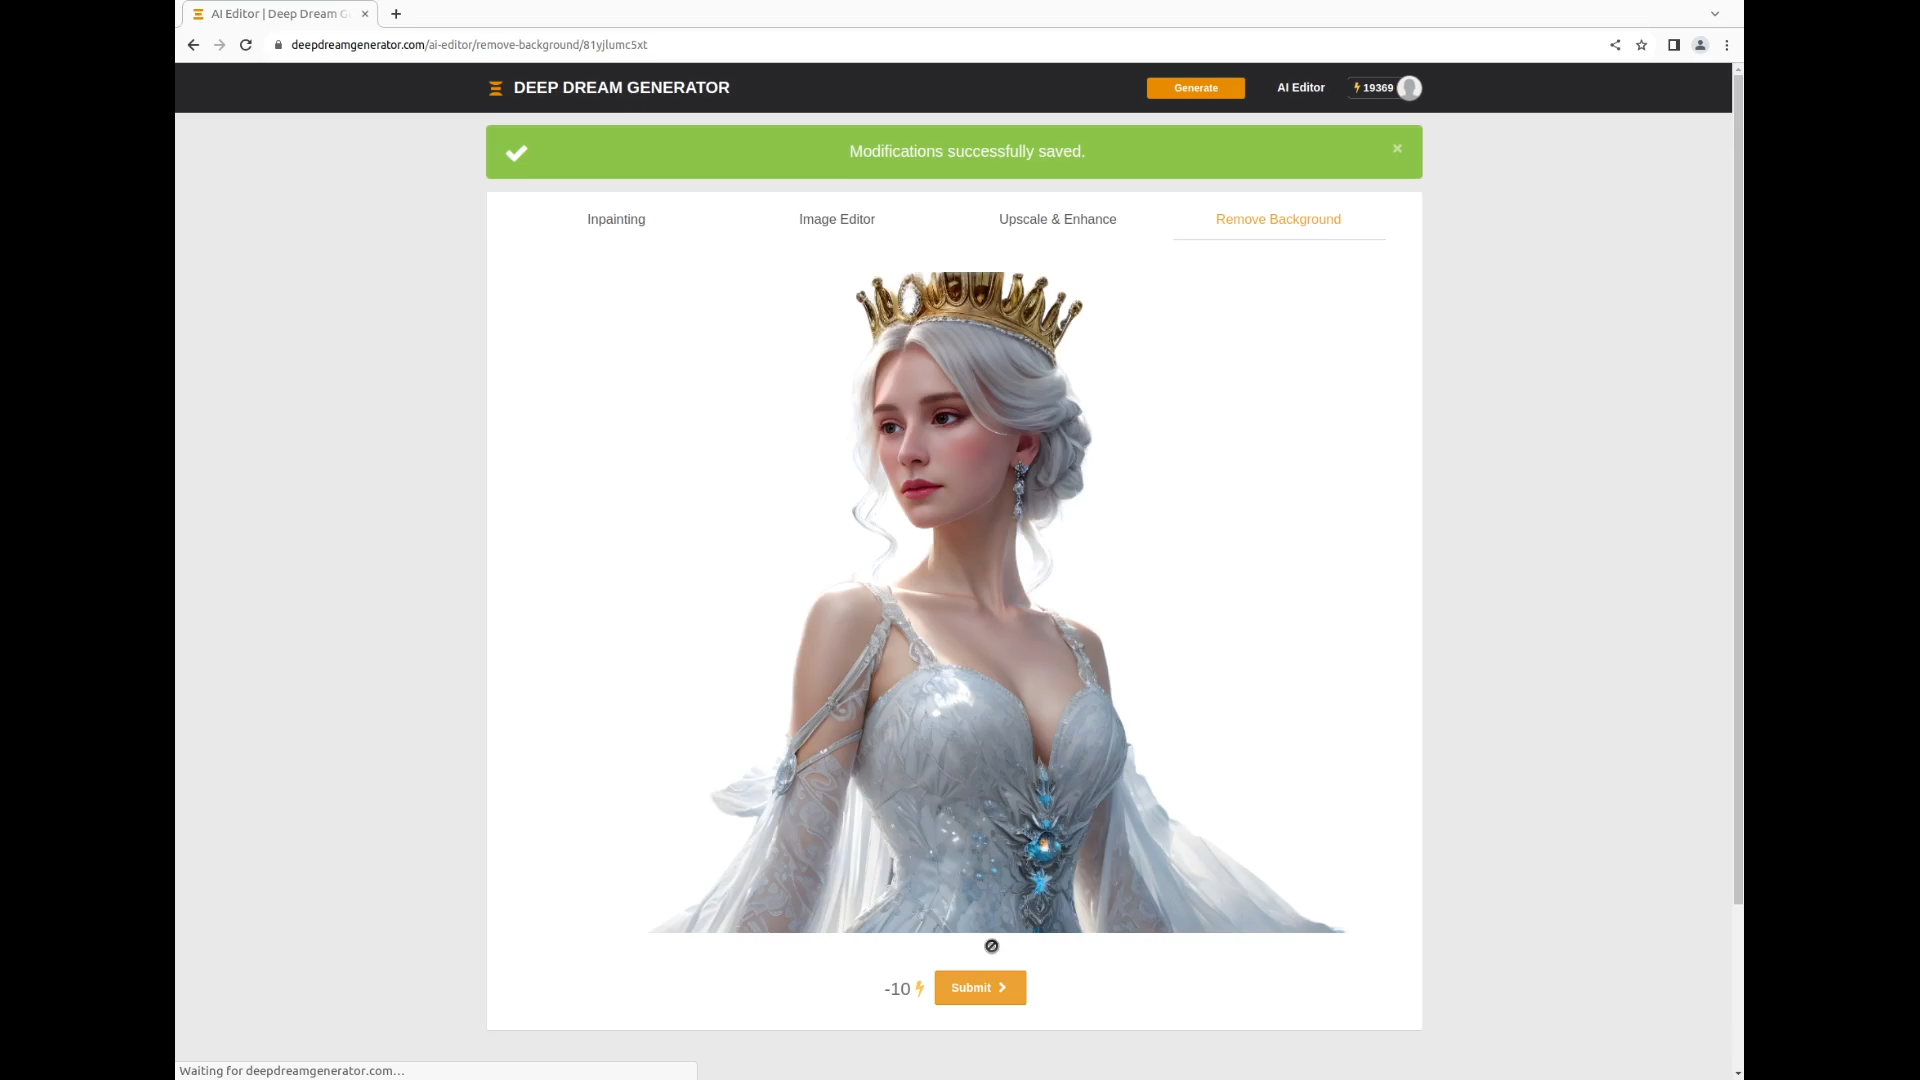 AI Editor | Deep Dream G
deepdreamgenerator.com/ai-editor/remove-background/81yjlumc5xt
DEEP DREAM GENERATOR
Generate
AI Editor
19369
Modifications successfully saved.
Inpainting
Image Editor
Upscale & Enhance
Remove Background
-10
Submit
Waiting for deepdreamgenerator.com...